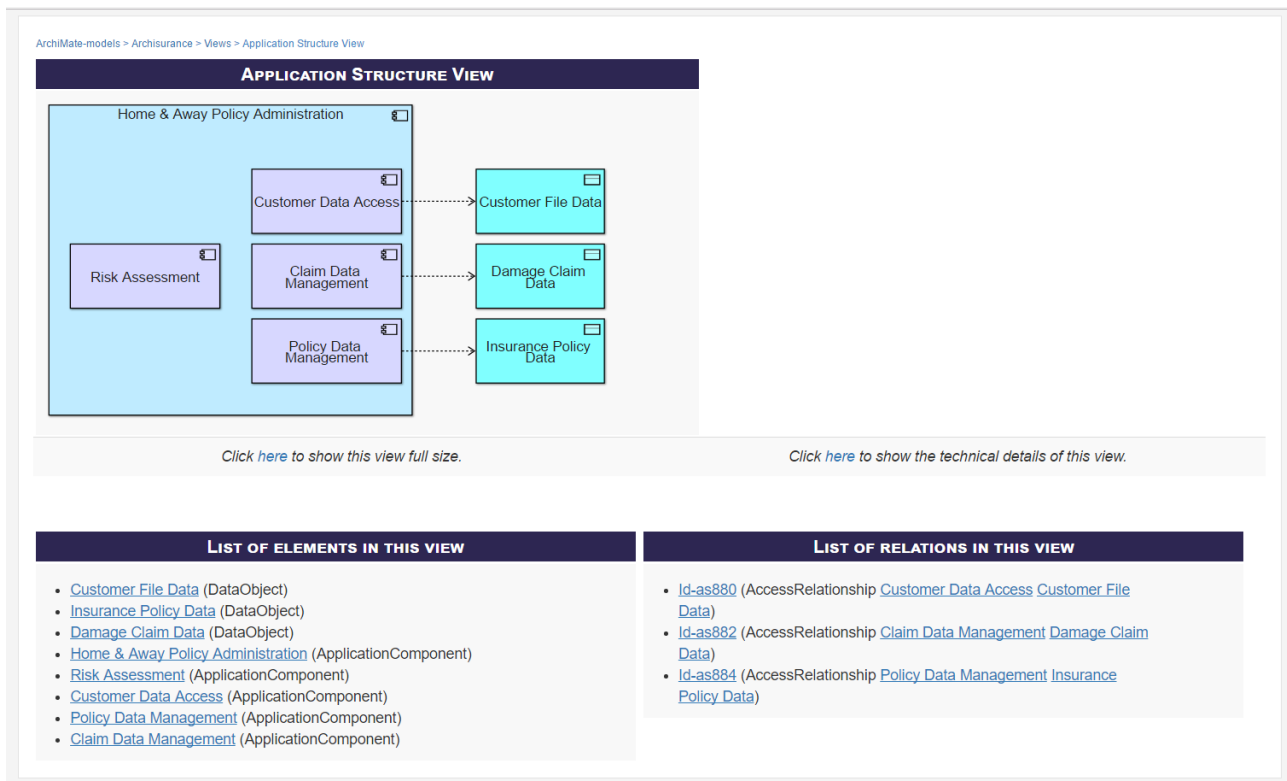 ArchiMate-models > Archisurance > Views > Application Structure View
APPLICATION STRUCTURE VIEW
Home & Away Policy Administration
Customer Data Access
Customer File Data
Risk Assessment
Claim Data
Management
Damage Claim
Data
Policy Data
Management
Insurance Policy
Data
Click here to show this view full size.
Click here to show the technical details of this view.
LIST OF ELEMENTS IN THIS VIEW
• Customer File Data (DataObject)
• Insurance Policy Data (DataObject)
• Damage Claim Data (DataObject)
• Home & Away Policy Administration (ApplicationComponent)
• Risk Assessment (ApplicationComponent)
• Customer Data Access (ApplicationComponent)
• Policy Data Management (ApplicationComponent)
• Claim Data Management (ApplicationComponent)
LIST OF RELATIONS IN THIS VIEW
• Id-as880 (AccessRelationship Customer Data Access Customer File
Data)
• Id-as882 (AccessRelationship Claim Data Management Damage Claim
Data)
• Id-as884 (AccessRelationship Policy Data Management Insurance
Policy Data)